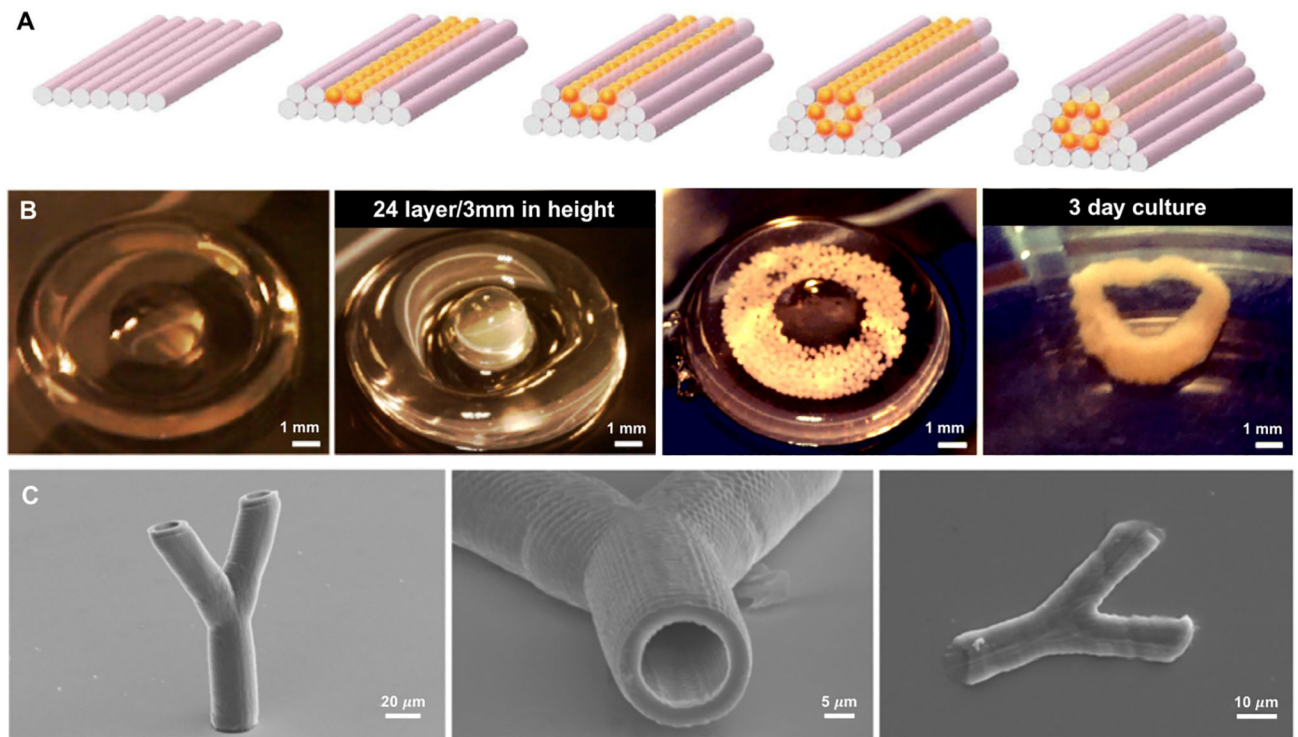 A
B
24 layer/3mm in height
3 day culture
1 mm
1 mm
1 mm
1 mm
C
20 μm
5 μm
10 μm